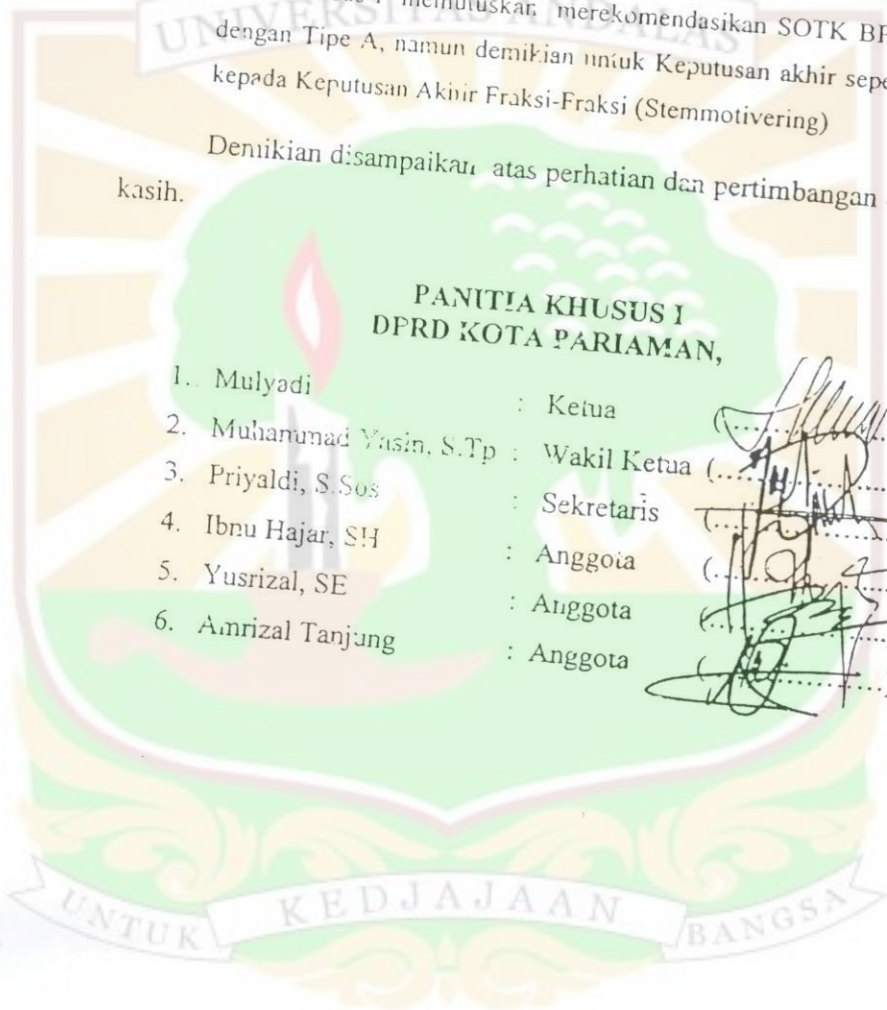 UNIVERSITAS ANDALAS
memutuskan merekomendasikan SOTK
dengan Tipe A, namun demikian untuk Keputusan akhir
kepada Keputusan Akhir Fraksi-Fraksi (Stemmotivering)
Demikian disampaikan atas perhatian dan pertimbangan
kasih.
PANITIA KHUSUS I
DPRD KOTA PARIAMAN,
1. Mulyadi : Ketua (....
2. Muhammad Yasin, S.Tp : Wakil Ketua (....
3. Priyaldi, S.Sos : Sekretaris (....
4. Ibnu Hajar, SH : Anggota (....
5. Yusrizal, SE : Anggota (....
6. Amrizal Tanjung : Anggota (....
UNTUK KEDJAJAAN BANGSA